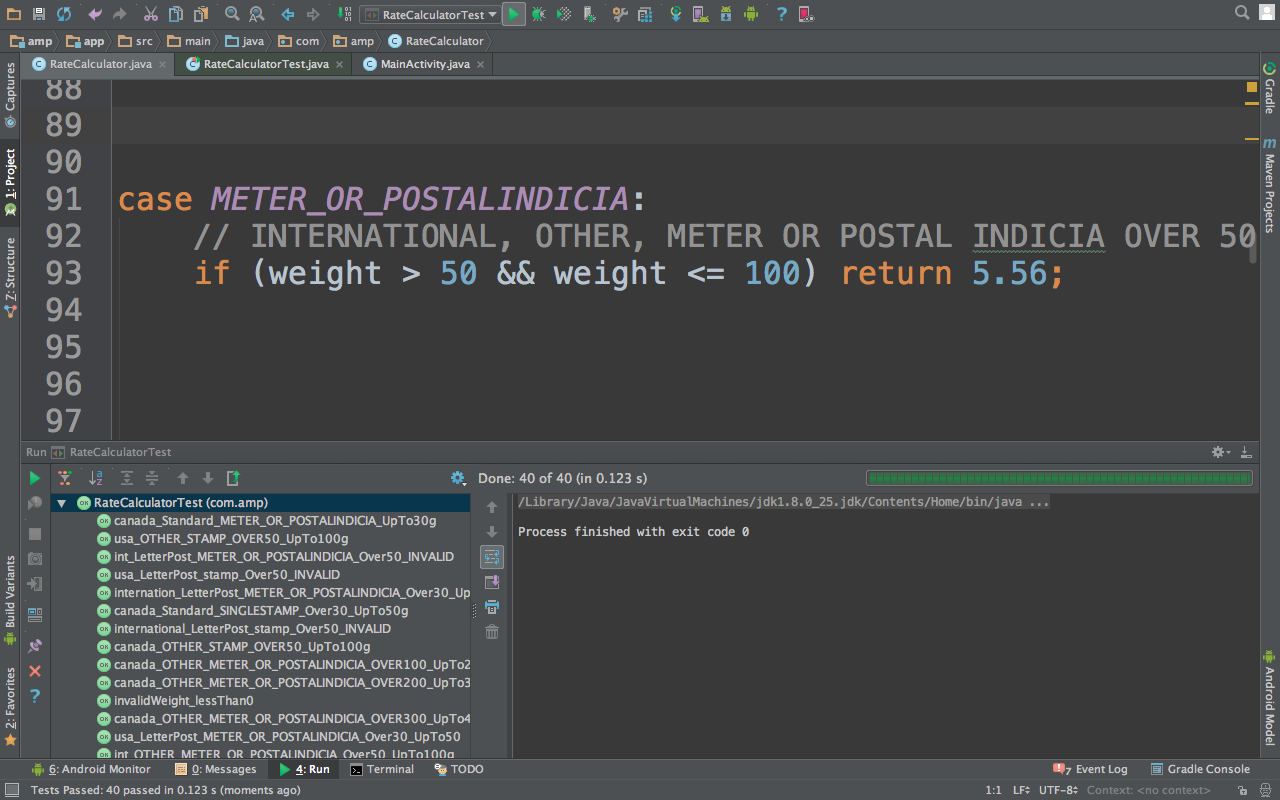 RateCalculatorTest
amp app src main java com amp RateCalculator
RateCalculator.java RateCalculatorTest.java MainActivity.java
Captures
1: Project
7: Structure
Build Variants
2: Favorites
88
89
90
91 case METER_OR_POSTALINDICIA:
92 // INTERNATIONAL, OTHER, METER OR POSTAL INDICIA OVER 50
93 if (weight > 50 && weight <= 100) return 5.56;
94
95
96
97
Gradle
Maven Projects
Android Model
Run RateCalculatorTest
Done: 40 of 40 (in 0.123 s)
RateCalculatorTest (com.amp)
canada_Standard_METER_OR_POSTALINDICIA_UpTo30g
usa_OTHER_STAMP_OVER50_UpTo100g
int_LetterPost_METER_OR_POSTALINDICIA_Over50_INVALID
usa_LetterPost_stamp_Over50_INVALID
internation_LetterPost_METER_OR_POSTALINDICIA_Over30_Up
canada_Standard_SINGLESTAMP_Over30_UpTo50g
international_LetterPost_stamp_Over50_INVALID
canada_OTHER_STAMP_OVER50_UpTo100g
canada_OTHER_METER_OR_POSTALINDICIA_OVER100_UpTo2
canada_OTHER_METER_OR_POSTALINDICIA_OVER200_UpTo3
invalidWeight_lessThan0
canada_OTHER_METER_OR_POSTALINDICIA_OVER300_UpTo4
usa_LetterPost_METER_OR_POSTALINDICIA_Over30_UpTo50
int_OTHER_METER_OR_POSTALINDICIA_Over50_UpTo100g
/Library/Java/JavaVirtualMachines/jdk1.8.0_25.jdk/Contents/Home/bin/java ...
Process finished with exit code 0
6: Android Monitor 0: Messages 4: Run Terminal TODO 7 Event Log Gradle Console
Tests Passed: 40 passed in 0.123 s (moments ago) 1:1 LF UTF-8 Context: <no context>